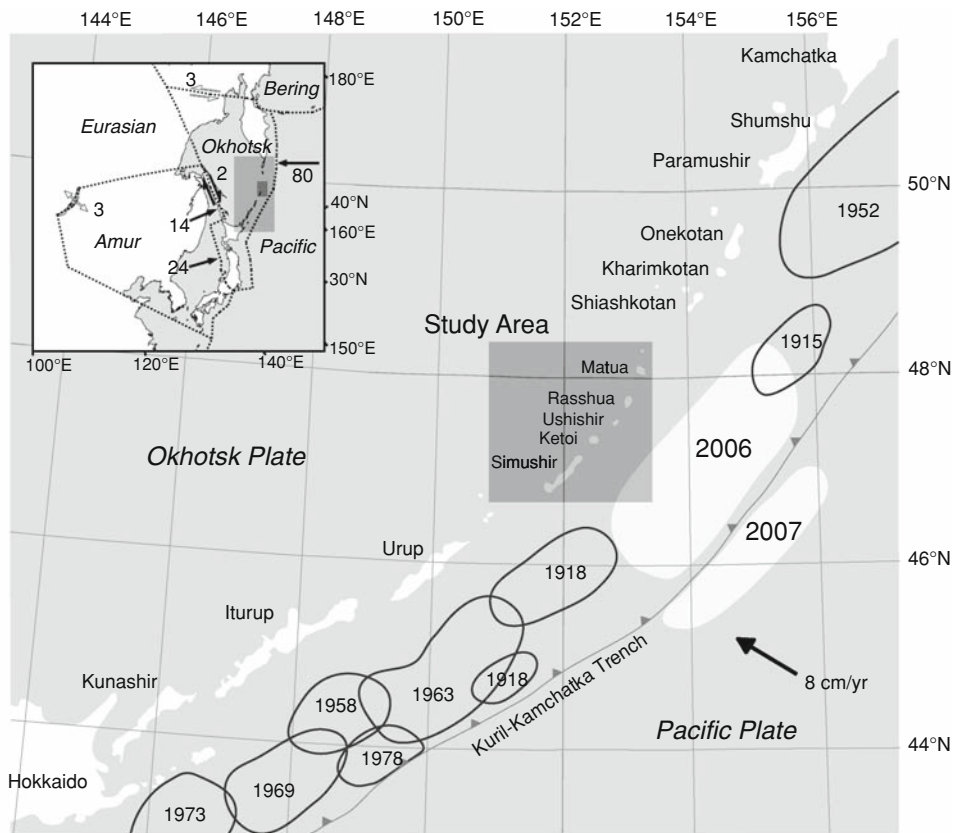 144°E
146°E
148°E
150°E
152°E
154°E
156°E
Kamchatka
Shumshu
Paramushir
50°N
1952
Onekotan
Kharimkotan
Shiashkotan
Study Area
1915
48°N
Matua
Rasshua
Ushishir
Ketoi
Simushir
Okhotsk Plate
2006
2007
46°N
Urup
1918
Iturup
Kunashir
1963
1918
1958
Kuril-Kamchatka Trench
8 cm/yr
Pacific Plate
44°N
1978
Hokkaido
1969
1973
3
Bering
180°E
Eurasian
Okhotsk
2
80
3
14
40°N
Amur
160°E
Pacific
24
30°N
150°E
100°E
120°E
140°E